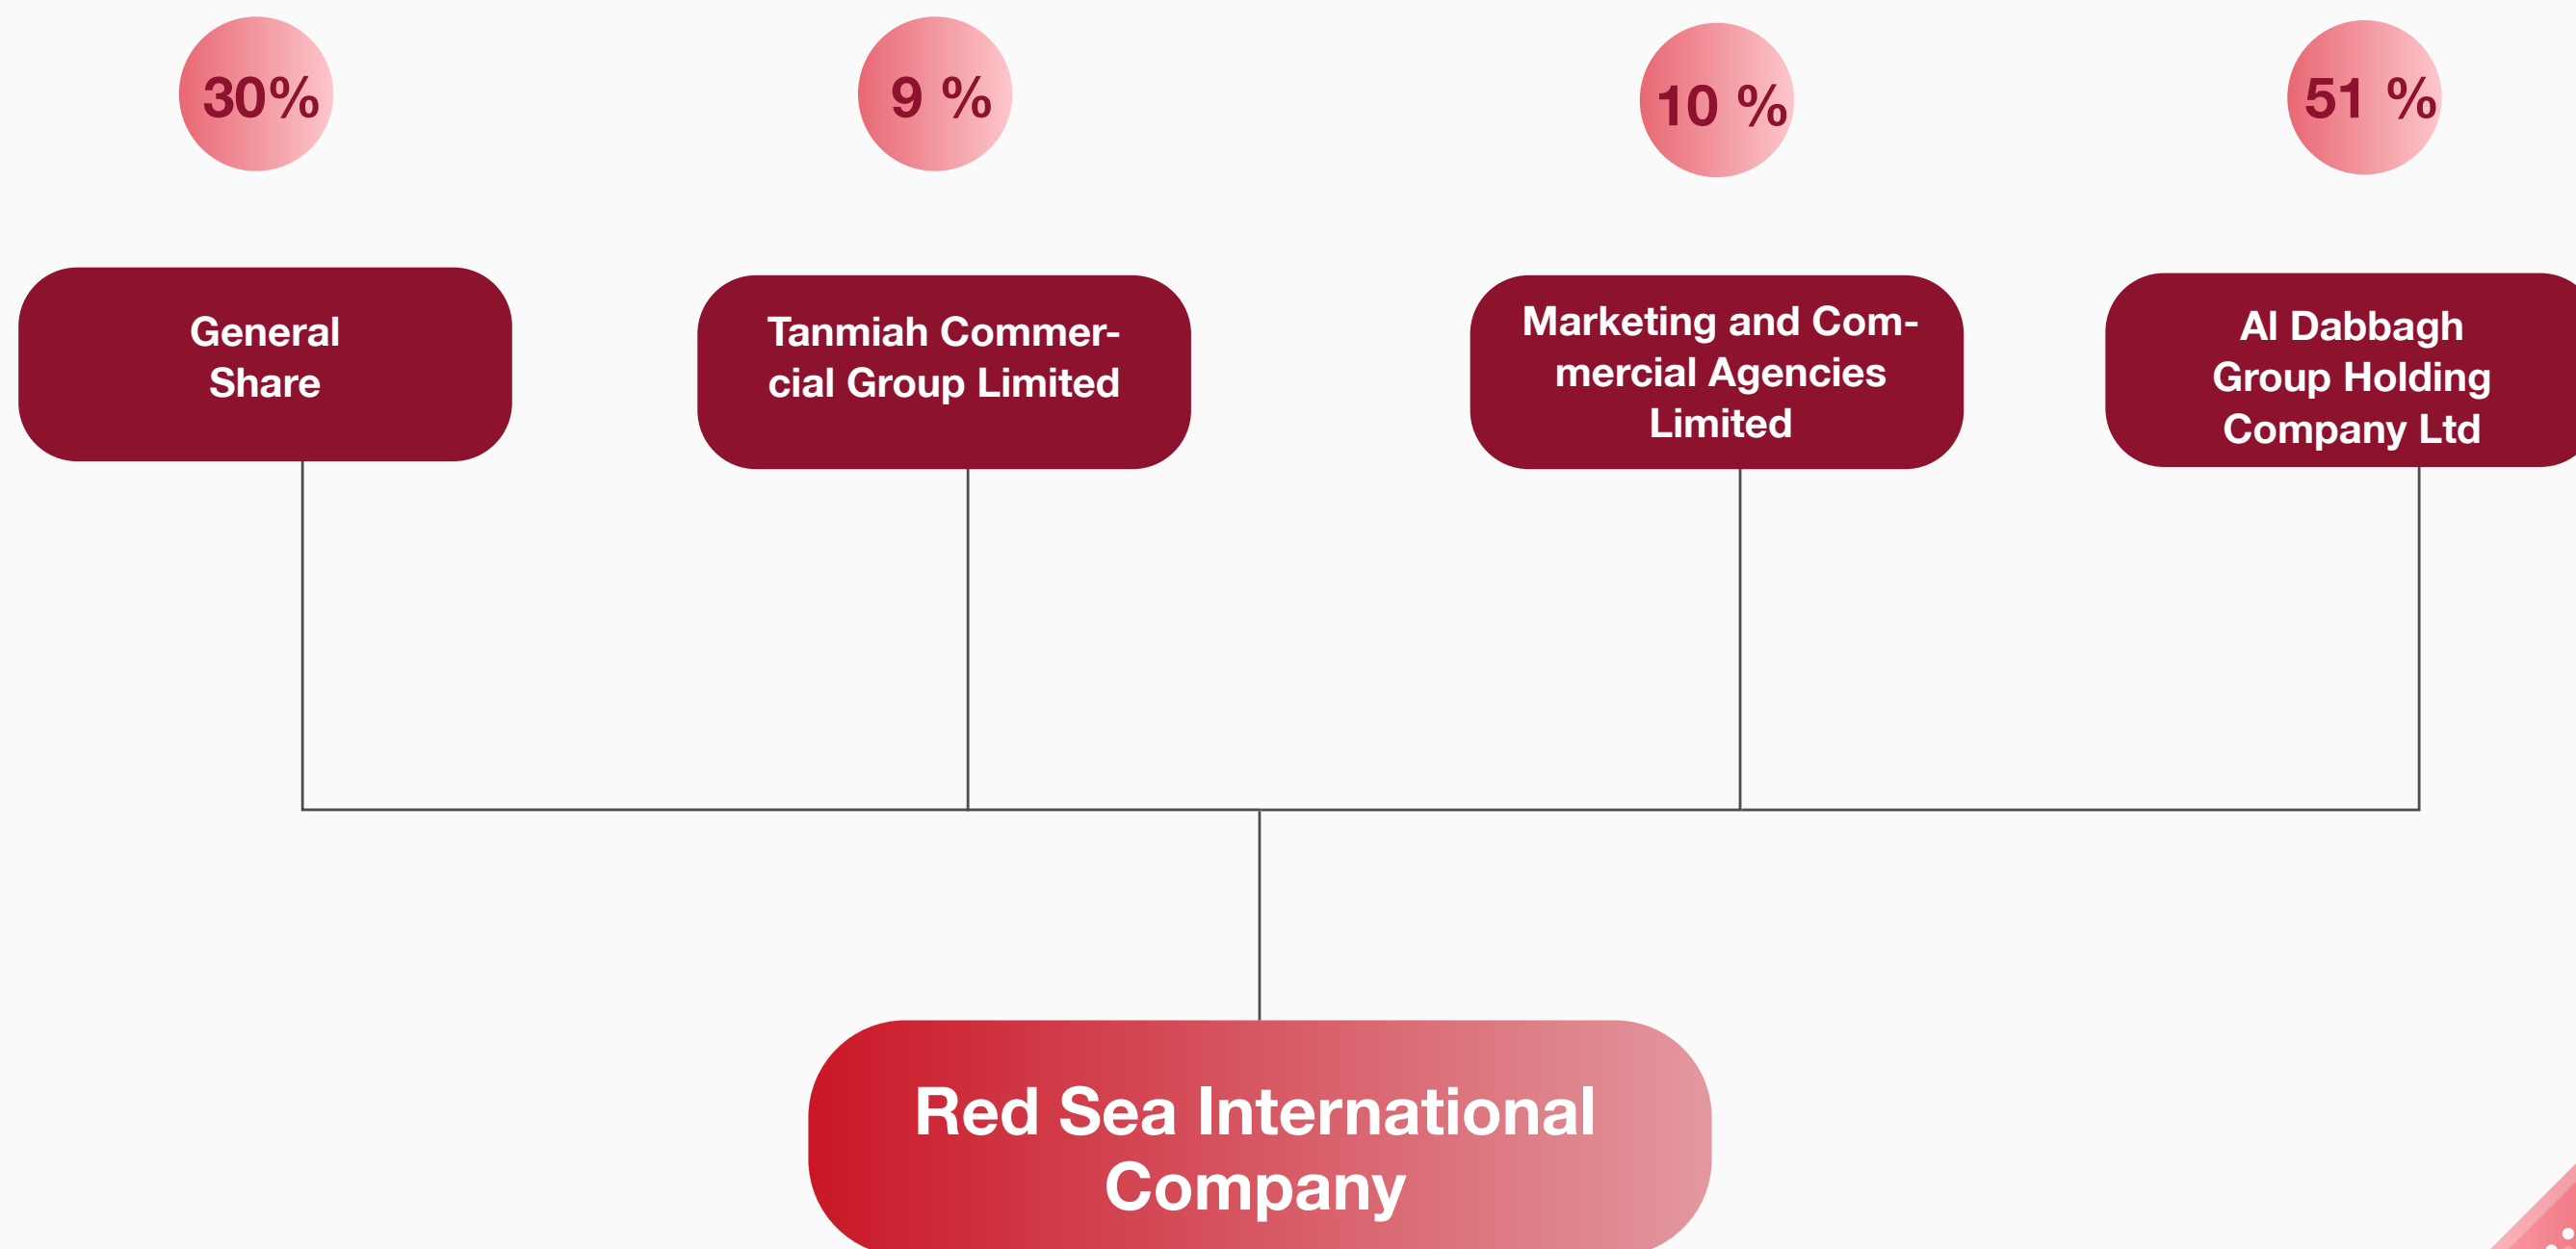 30%
9 %
10 %
51 %
General
Share
Tanmiah Commer-
cial Group Limited
Marketing and Com-
mercial Agencies
Limited
Al Dabbagh
Group Holding
Company Ltd
Red Sea International
Company